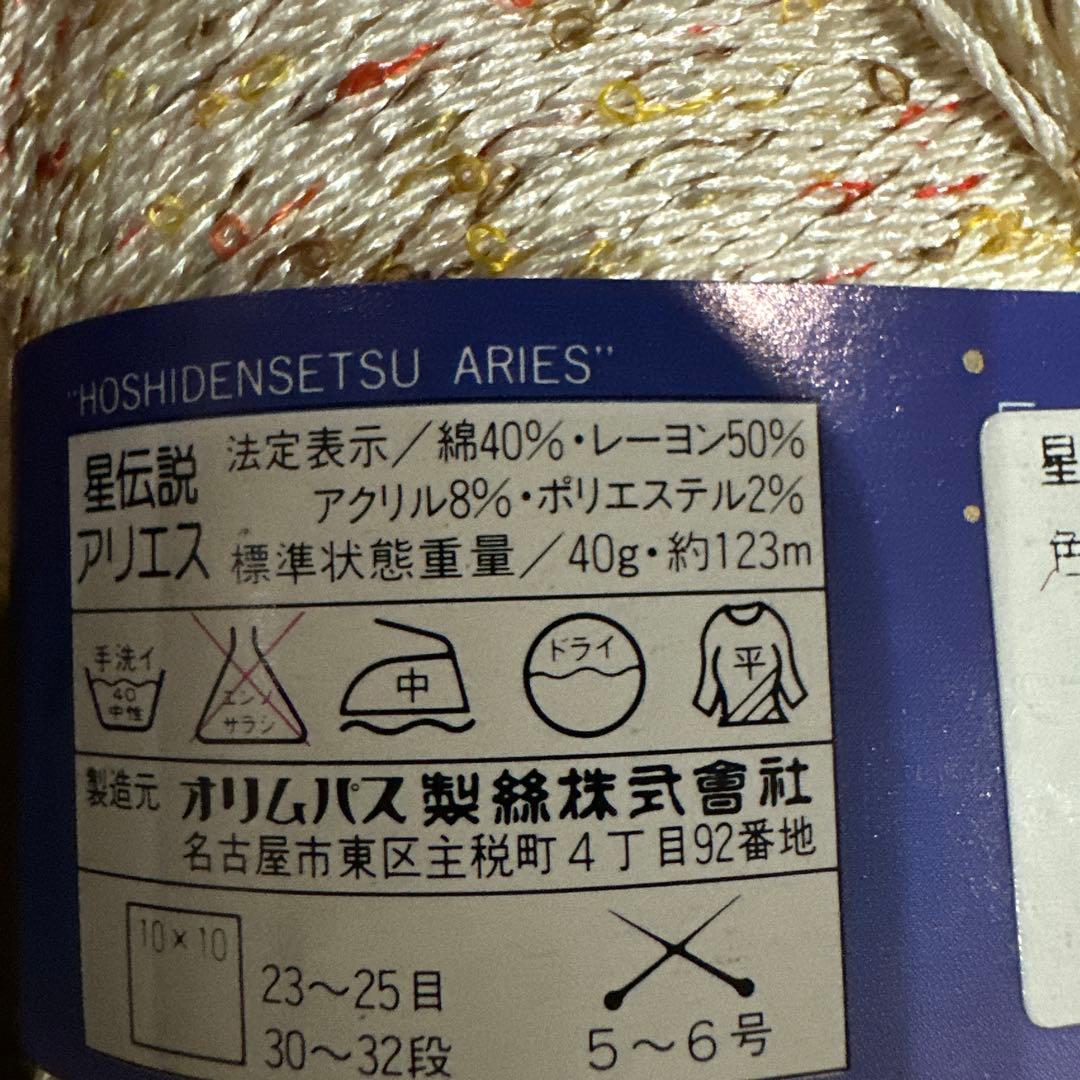 "HOSHIDENSETSU ARIES"
星伝説
アリエス
法定表示／綿40%・レーヨン50%
アクリル8%・ポリエステル2%
標準状態重量／40g・約123m
手洗イ
40
中性
エンソ
サラシ
中
ドライ
平
製造元 オリムパス製絲株式會社
名古屋市東区主税町4丁目92番地
10×10
23〜25目
30〜32段
5〜6号
星
色